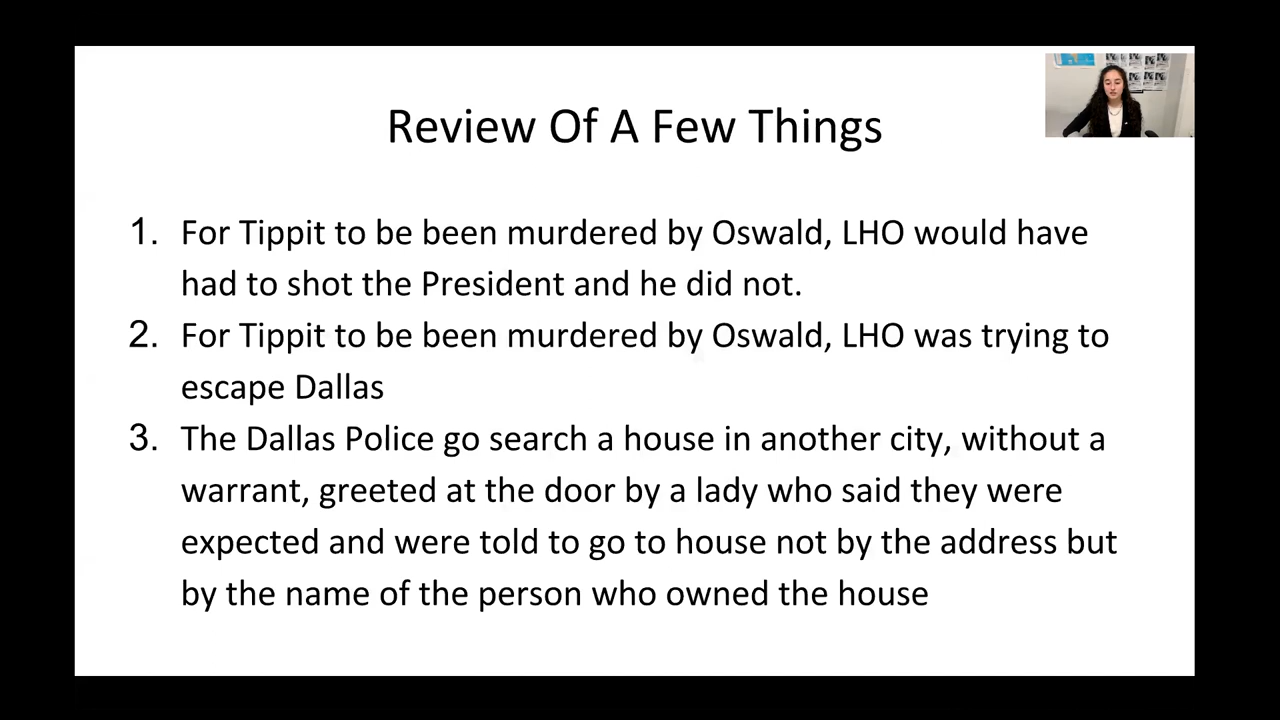 Review Of A Few Things
1. For Tippit to be been murdered by Oswald, LHO would have
had to shot the President and he did not.
2. For Tippit to be been murdered by Oswald, LHO was trying to
escape Dallas
3. The Dallas Police go search a house in another city, without a
warrant, greeted at the door by a lady who said they were
expected and were told to go to house not by the address but
by the name of the person who owned the house